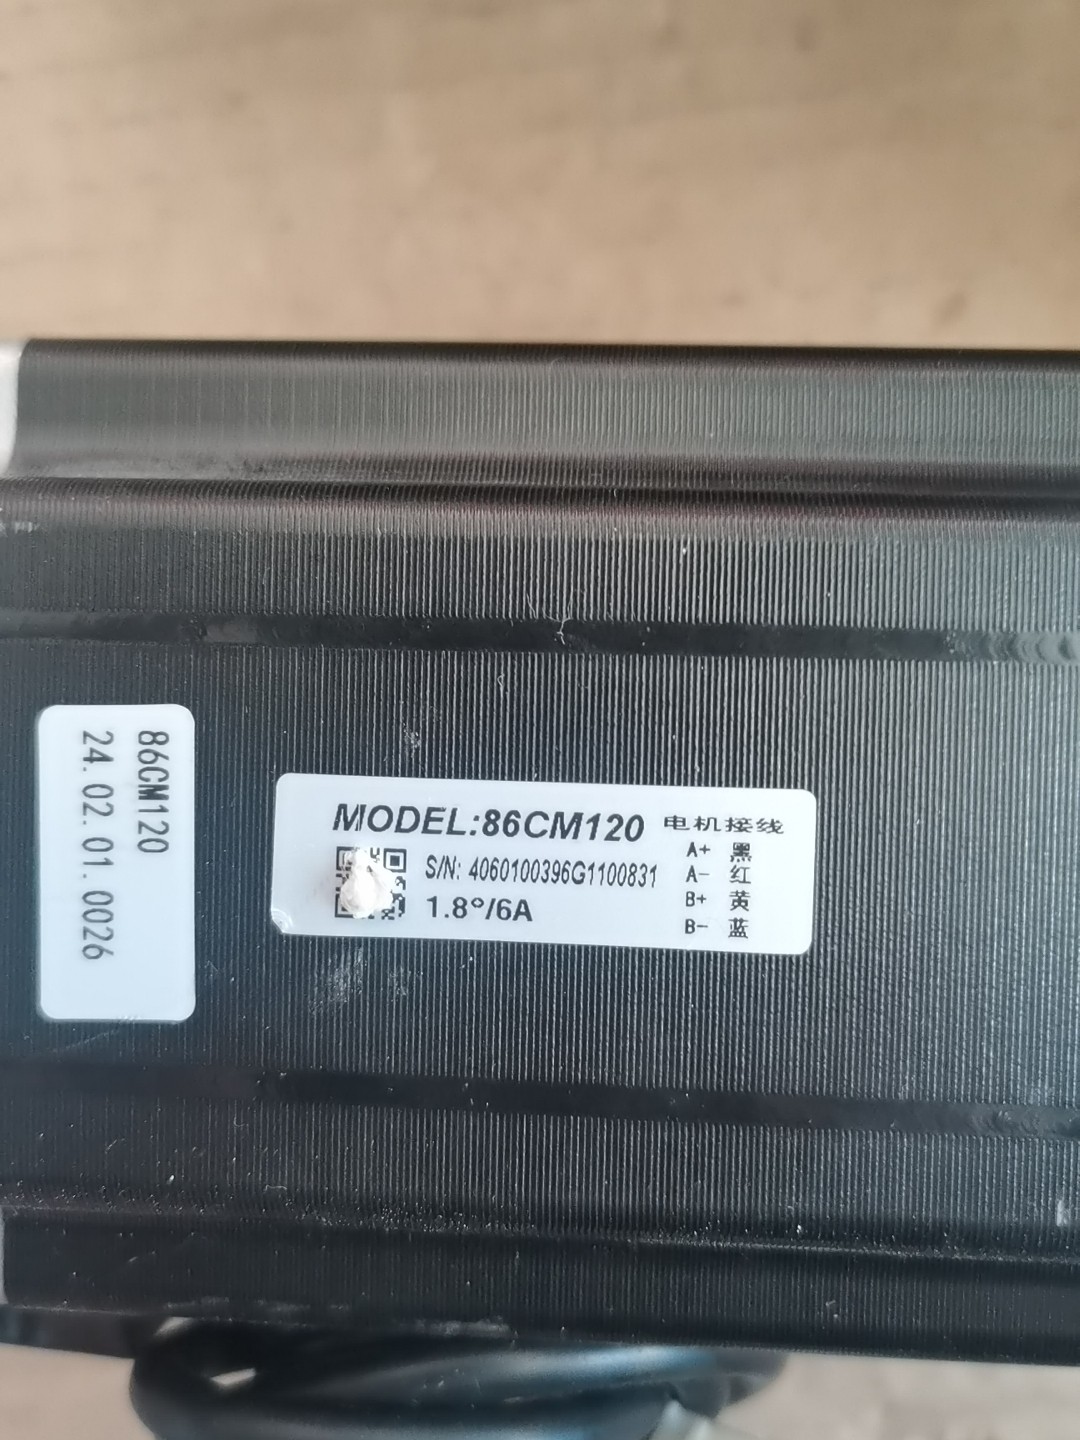 86CM120
24.02.01.0026
MODEL:86CM120
S/N: 4060100396G1100831
1.8°/6A
电机接线
A+ 黑
A- 红
B+ 黄
B- 蓝